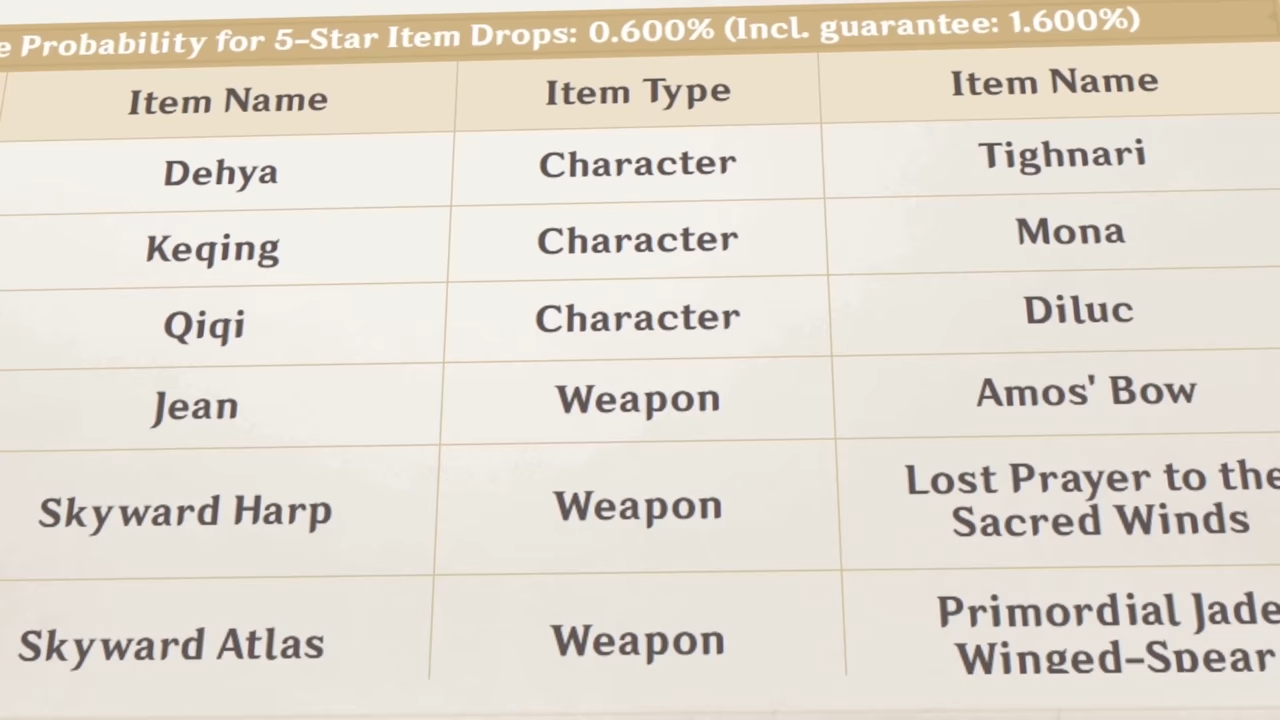 e Probability for 5-Star Item Drops: 0.600% (Incl. guarantee: 1.600%)
Item Name Item Type Item Name
Dehya Character Tighnari
Keqing Character Mona
Qiqi Character Diluc
Jean Weapon Amos' Bow
Skyward Harp Weapon Lost Prayer to the
Sacred Winds
Skyward Atlas Weapon Primordial Jade
Winged-Spear